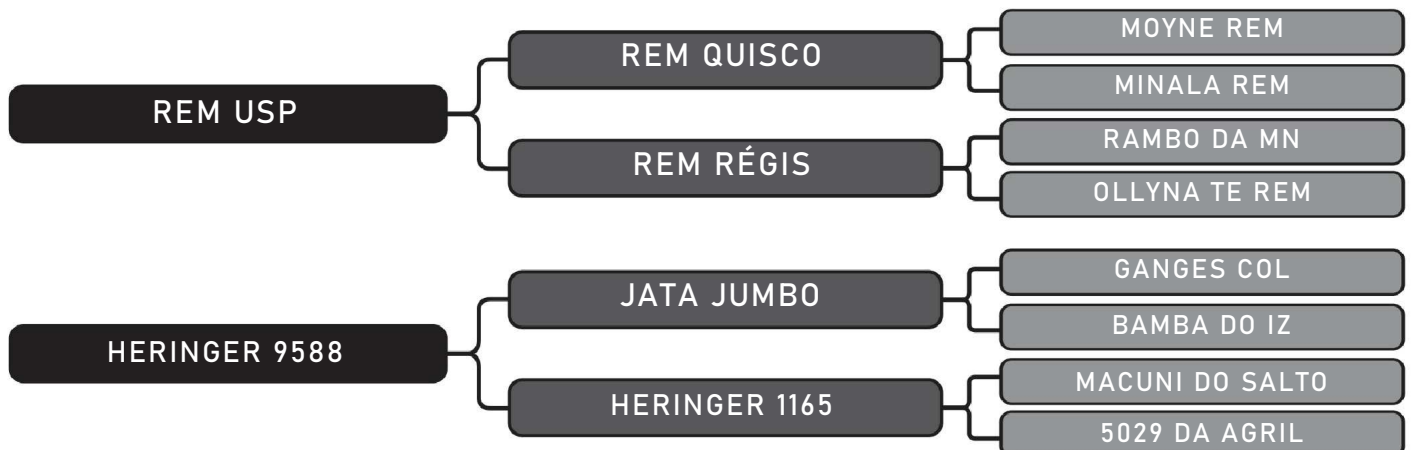 REM USP
REM QUISCO
MOYNE REM
MINALA REM
REM RÉGIS
RAMBO DA MN
OLLYNA TE REM
HERINGER 9588
JATA JUMBO
GANGES COL
BAMBA DO IZ
HERINGER 1165
MACUNI DO SALTO
5029 DA AGRIL